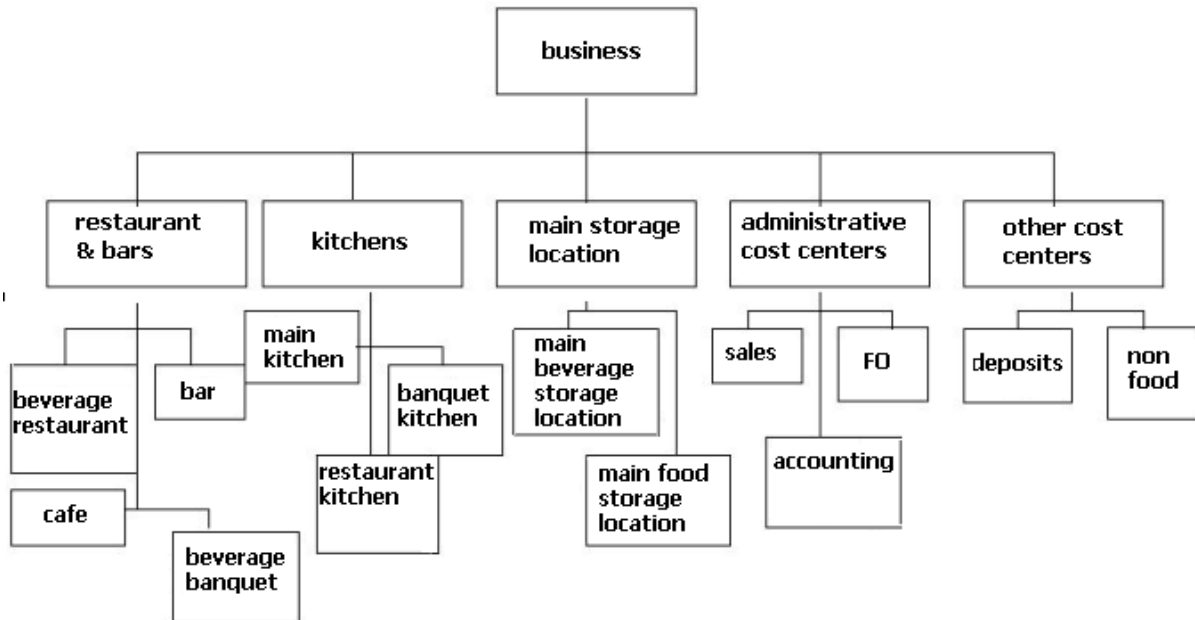 business
restaurant
& bars
kitchens
main storage
location
administrative
cost centers
other cost
centers
main
kitchen
beverage
restaurant
bar
banquet
kitchen
main
beverage
storage
location
sales
FO
deposits
non
food
cafe
beverage
banquet
restaurant
kitchen
main food
storage
location
accounting